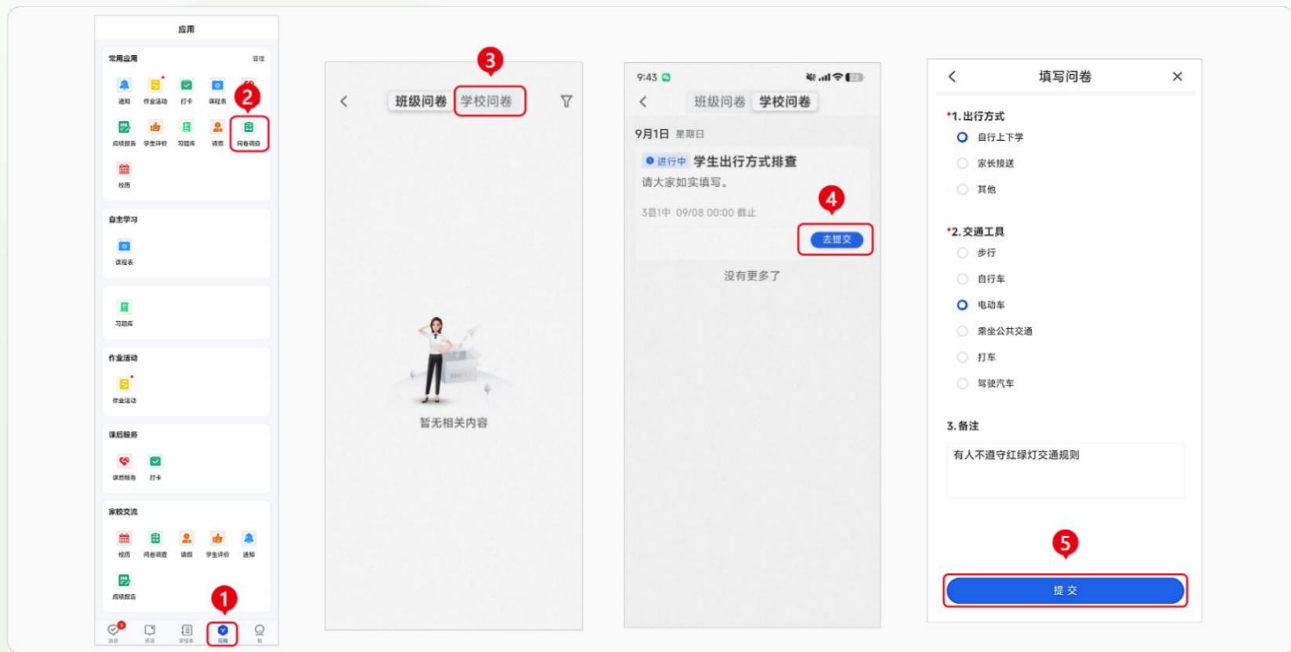 应用
常用应用 管理
通知 作业活动 打卡 课程表
2
成绩报告 学生评价 习题库 请假 问卷调查
校历
自主学习
课程表
习题库
作业活动
作业活动
课后服务
课后服务 打卡
家校交流
校历 问卷调查 请假 学生评价 通知
成绩报告
1
应用
3
班级问卷 学校问卷
暂无相关内容
9:43
班级问卷 学校问卷
9月1日 星期日
进行中 学生出行方式排查
请大家如实填写。
3县1中 09/08 00:00 截止
4
去提交
没有更多了
填写问卷
*1.出行方式
自行上下学
家长接送
其他
*2.交通工具
步行
自行车
电动车
乘坐公共交通
打车
驾驶汽车
3.备注
有人不遵守红绿灯交通规则
5
提交